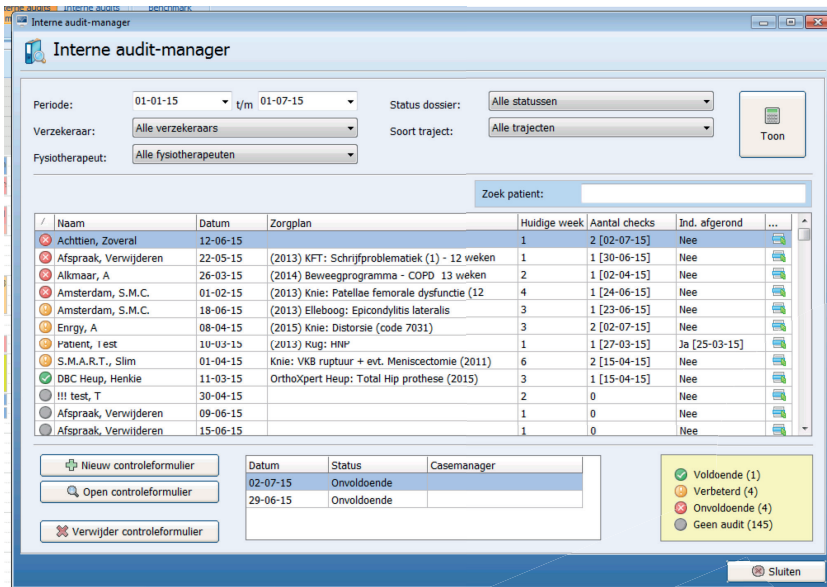 Interne audits Interne audits Benchmark
Interne audit-manager
Interne audit-manager
Periode: 01-01-15 t/m 01-07-15 Status dossier: Alle statussen
Verzekeraar: Alle verzekeraars Soort traject: Alle trajecten Toon
Fysiotherapeut: Alle fysiotherapeuten
Zoek patient:
/ Naam Datum Zorgplan Huidige week Aantal checks Ind. afgerond ...
Achttien, Zoveral 12-06-15 1 2 [02-07-15] Nee
Afspraak, Verwijderen 22-05-15 (2013) KFT: Schrijfproblematiek (1) - 12 weken 1 1 [30-06-15] Nee
Alkmaar, A 26-03-15 (2014) Beweegprogramma - COPD 13 weken 2 1 [02-04-15] Nee
Amsterdam, S.M.C. 01-02-15 (2013) Knie: Patellae femorale dysfunctie (12 4 1 [24-06-15] Nee
Amsterdam, S.M.C. 18-06-15 (2013) Elleboog: Epicondylitis lateralis 3 1 [23-06-15] Nee
Enrgy, A 08-04-15 (2015) Knie: Distorsie (code 7031) 3 2 [02-07-15] Nee
Patient, Test 10-03-15 (2013) Rug: HNP 1 1 [27-03-15] Ja [25-03-15]
S.M.A.R.T., Slim 01-04-15 Knie: VKB ruptuur + evt. Meniscectomie (2011) 6 2 [15-04-15] Nee
DBC Heup, Henkie 11-03-15 OrthoXpert Heup: Total Hip prothese (2015) 3 1 [15-04-15] Nee
!!! test, T 30-04-15 2 0 Nee
Afspraak, Verwijderen 09-06-15 1 0 Nee
Afspraak, Verwijderen 15-06-15 1 0 Nee
Nieuw controleformulier
Open controleformulier
Verwijder controleformulier
Datum Status Casemanager
02-07-15 Onvoldoende
29-06-15 Onvoldoende
Voldoende (1)
Verbeterd (4)
Onvoldoende (4)
Geen audit (145)
Sluiten